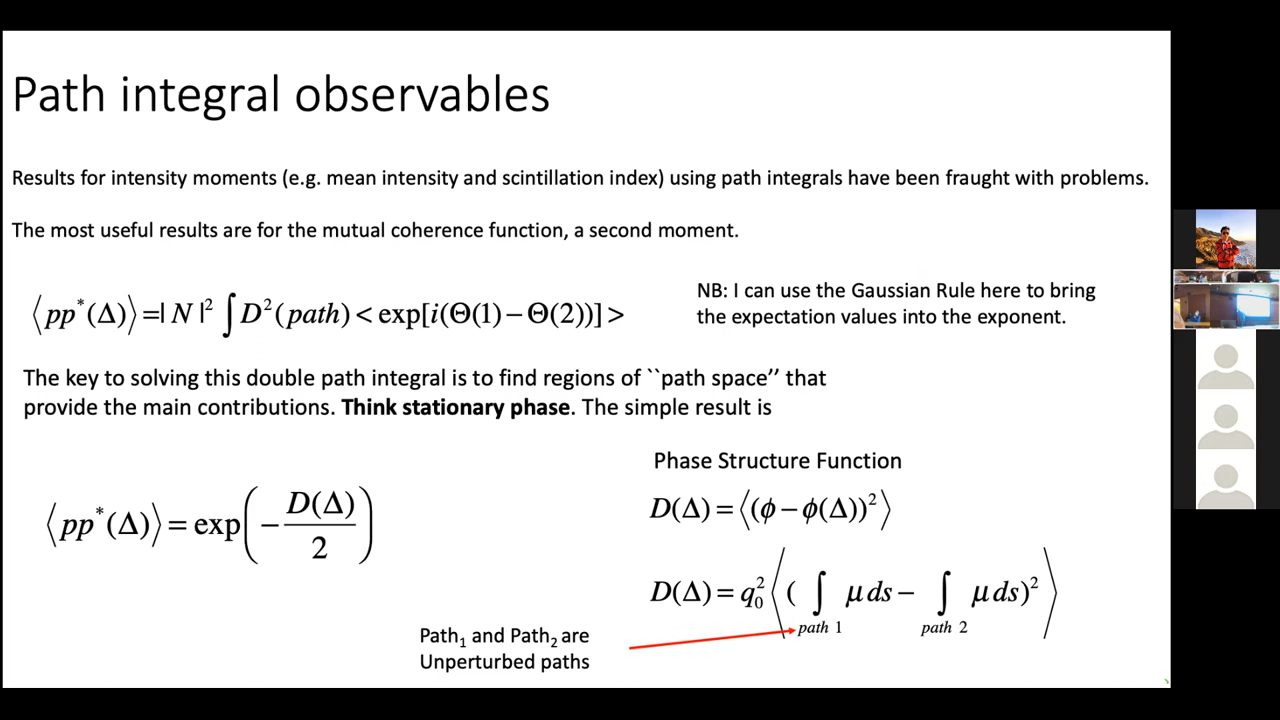 Path integral observables
Results for intensity moments (e.g. mean intensity and scintillation index) using path integrals have been fraught with problems.
The most useful results are for the mutual coherence function, a second moment.
⟨pp*(Δ)⟩=|N|² ∫D²(path)<exp[i(Θ(1)−Θ(2))]>
NB: I can use the Gaussian Rule here to bring
the expectation values into the exponent.
The key to solving this double path integral is to find regions of ``path space’’ that
provide the main contributions. Think stationary phase. The simple result is
Phase Structure Function
D(Δ)=⟨(ϕ−ϕ(Δ))²⟩
⟨pp*(Δ)⟩=exp(−D(Δ)/2)
D(Δ)=q₀²⟨(∫path 1 μds− ∫path 2 μds)²⟩
Path₁ and Path₂ are
Unperturbed paths